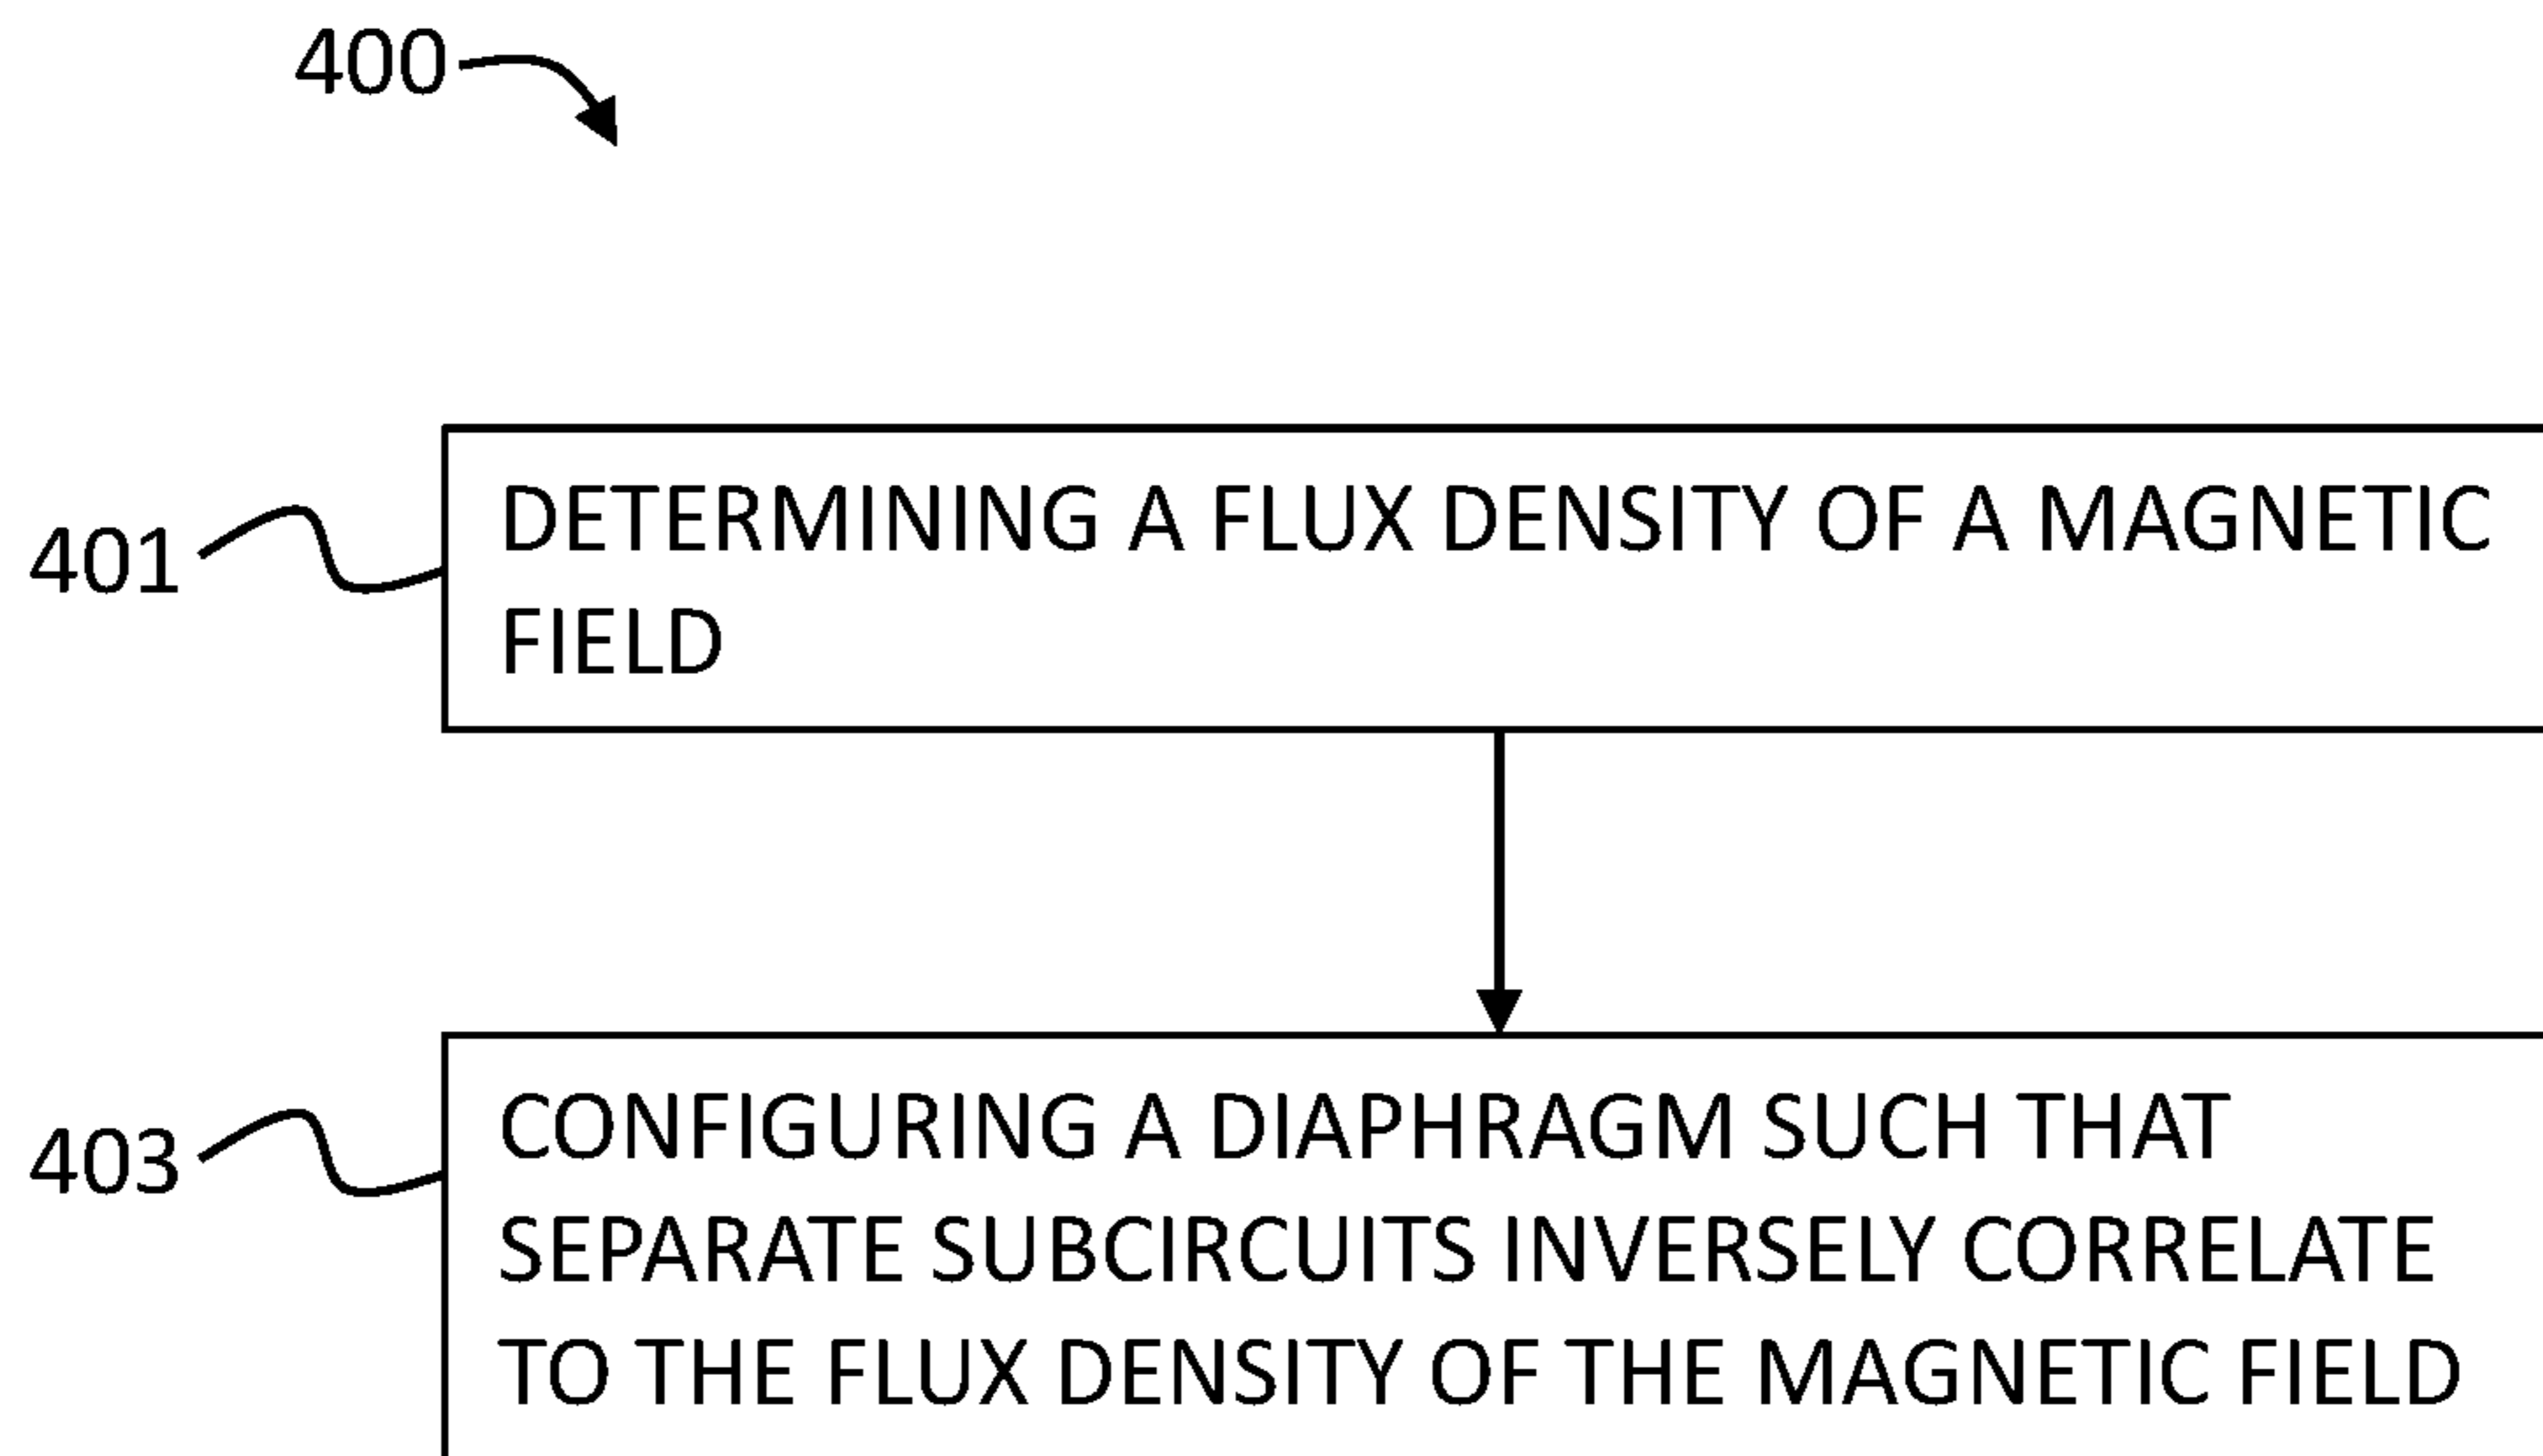 400
401
DETERMINING A FLUX DENSITY OF A MAGNETIC
FIELD
403
CONFIGURING A DIAPHRAGM SUCH THAT
SEPARATE SUBCIRCUITS INVERSELY CORRELATE
TO THE FLUX DENSITY OF THE MAGNETIC FIELD